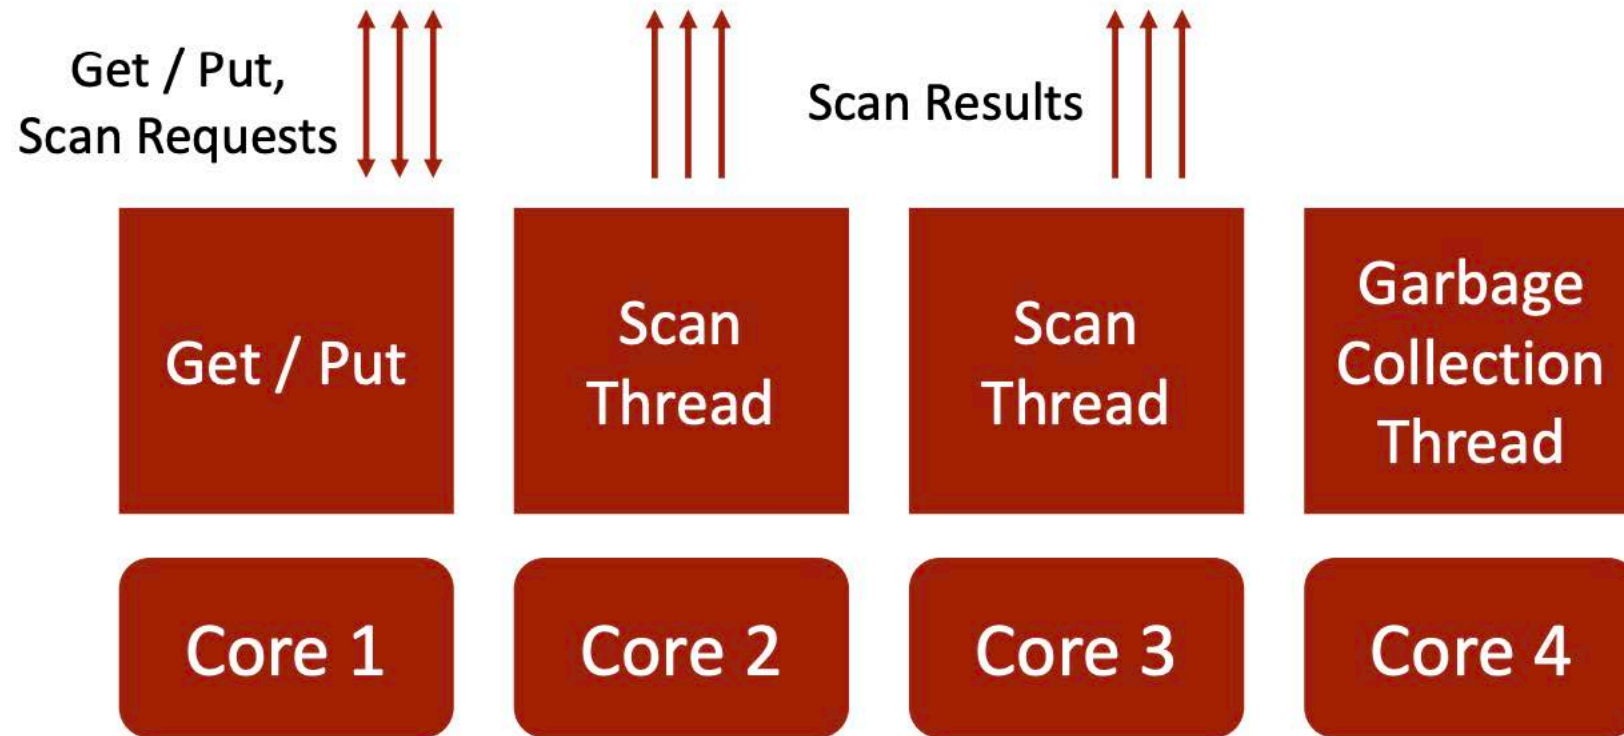 Get / Put,
Scan Requests
Scan Results
Get / Put
Scan
Thread
Scan
Thread
Garbage
Collection
Thread
Core 1
Core 2
Core 3
Core 4